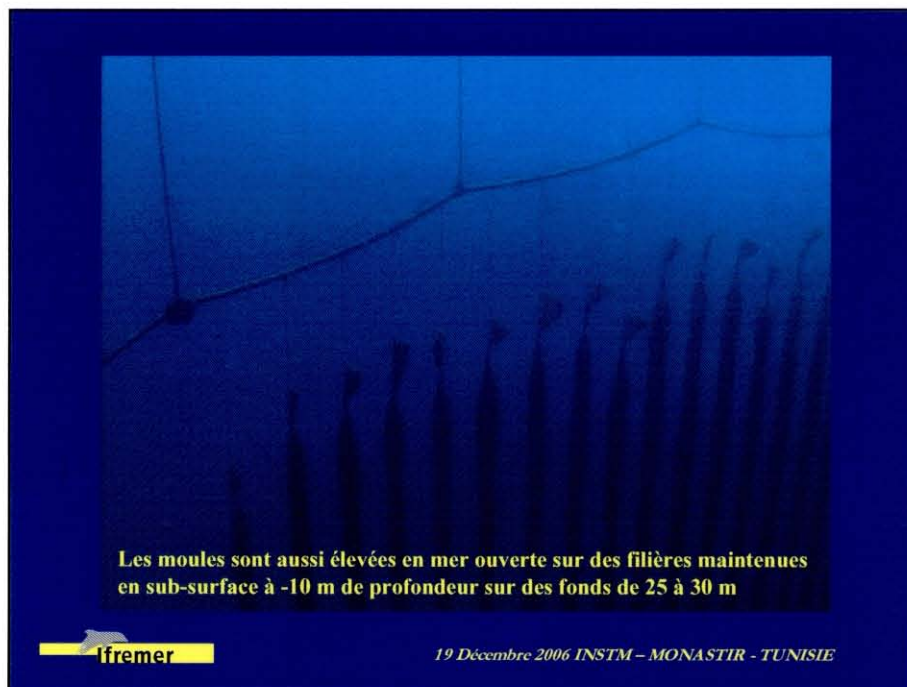 Les moules sont aussi élevées en mer ouverte sur des filières maintenues
en sub-surface à -10 m de profondeur sur des fonds de 25 à 30 m
Ifremer
19 Décembre 2006 INSTM – MONASTIR - TUNISIE